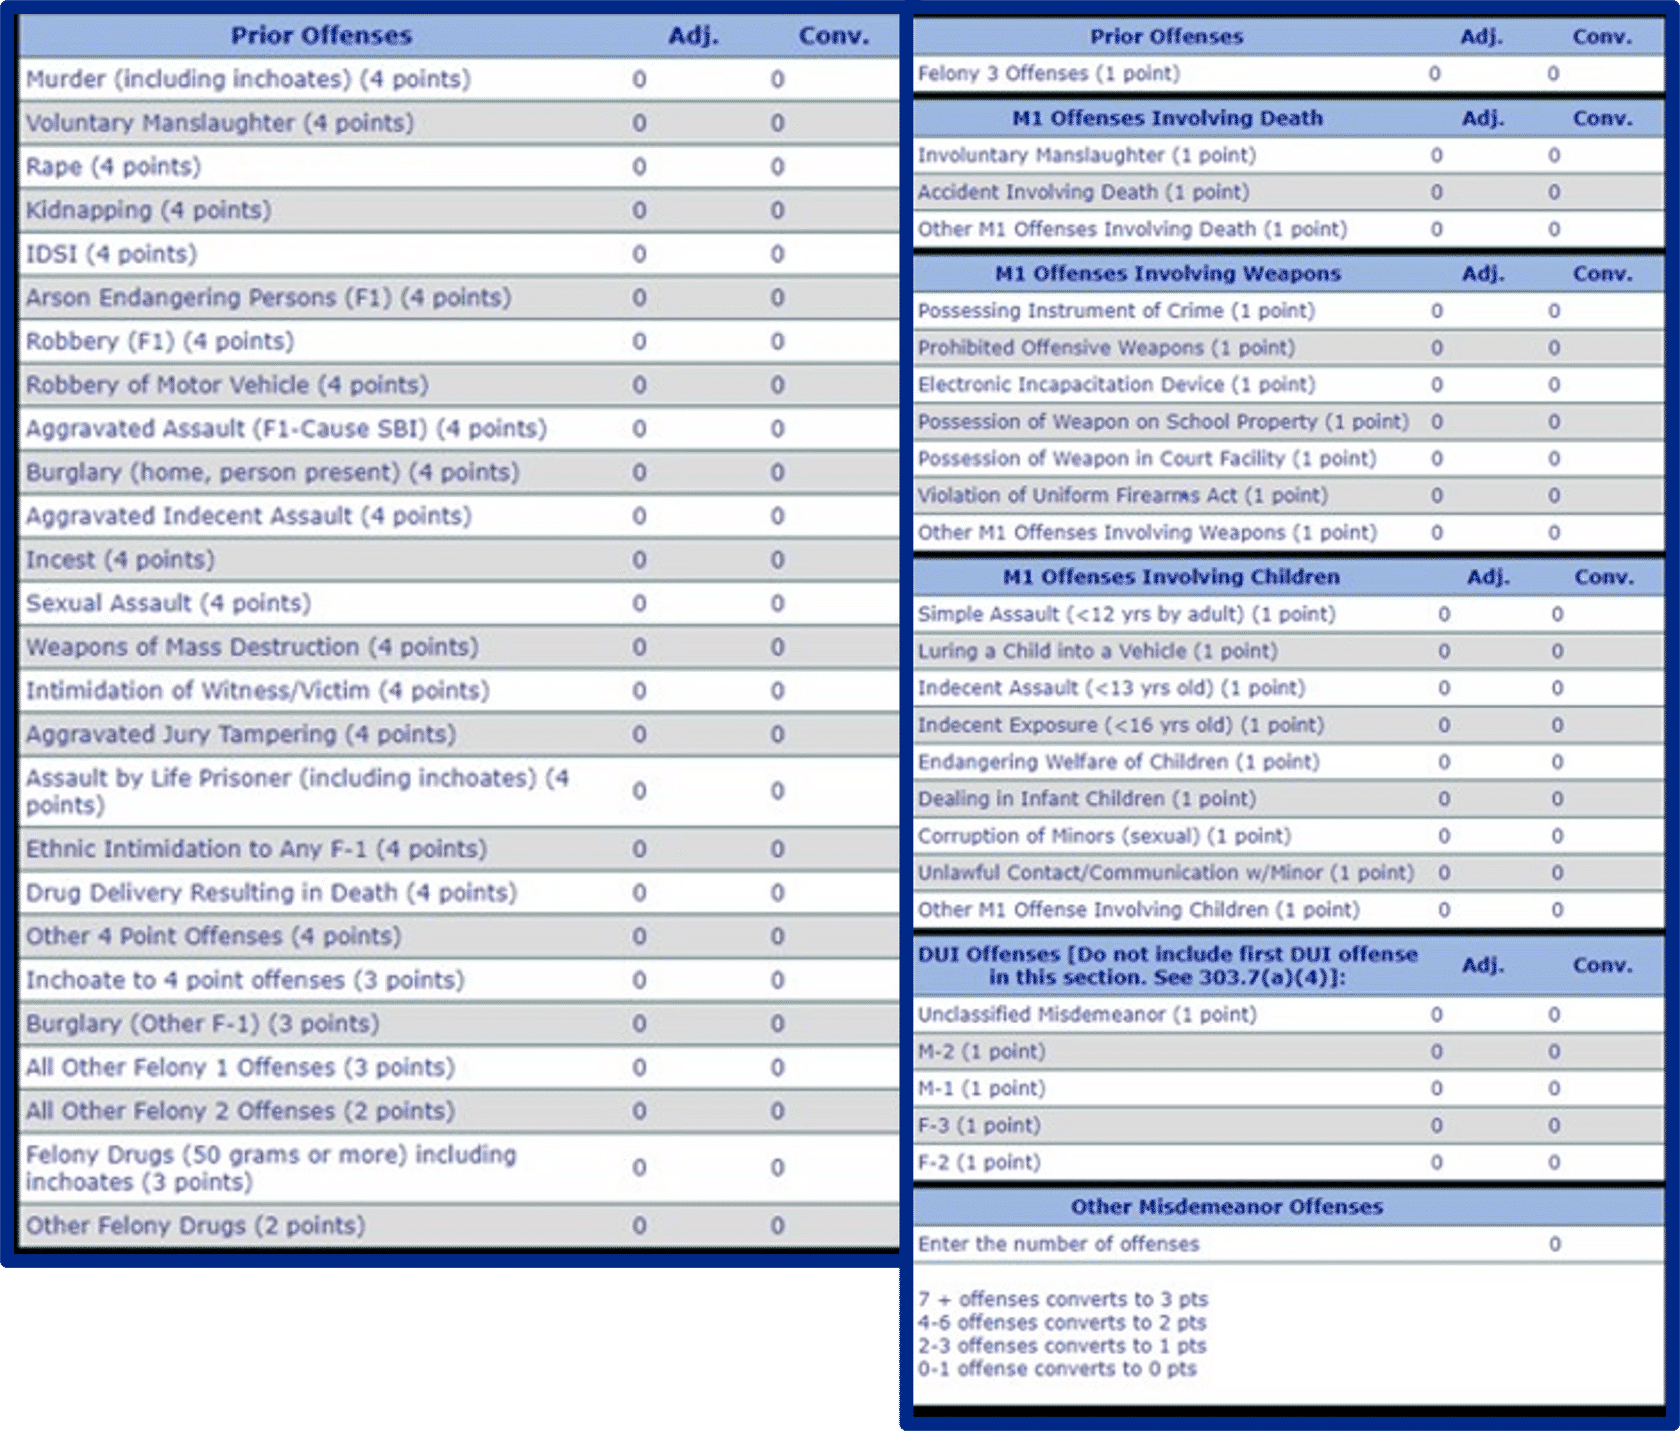 Prior Offenses Adj. Conv.
Murder (including inchoates) (4 points) 0 0
Voluntary Manslaughter (4 points) 0 0
Rape (4 points) 0 0
Kidnapping (4 points) 0 0
IDSI (4 points) 0 0
Arson Endangering Persons (F1) (4 points) 0 0
Robbery (F1) (4 points) 0 0
Robbery of Motor Vehicle (4 points) 0 0
Aggravated Assault (F1-Cause SBI) (4 points) 0 0
Burglary (home, person present) (4 points) 0 0
Aggravated Indecent Assault (4 points) 0 0
Incest (4 points) 0 0
Sexual Assault (4 points) 0 0
Weapons of Mass Destruction (4 points) 0 0
Intimidation of Witness/Victim (4 points) 0 0
Aggravated Jury Tampering (4 points) 0 0
Assault by Life Prisoner (including inchoates) (4
points) 0 0
Ethnic Intimidation to Any F-1 (4 points) 0 0
Drug Delivery Resulting in Death (4 points) 0 0
Other 4 Point Offenses (4 points) 0 0
Inchoate to 4 point offenses (3 points) 0 0
Burglary (Other F-1) (3 points) 0 0
All Other Felony 1 Offenses (3 points) 0 0
All Other Felony 2 Offenses (2 points) 0 0
Felony Drugs (50 grams or more) including
inchoates (3 points) 0 0
Other Felony Drugs (2 points) 0 0
Prior Offenses Adj. Conv.
Felony 3 Offenses (1 point) 0 0
M1 Offenses Involving Death Adj. Conv.
Involuntary Manslaughter (1 point) 0 0
Accident Involving Death (1 point) 0 0
Other M1 Offenses Involving Death (1 point) 0 0
M1 Offenses Involving Weapons Adj. Conv.
Possessing Instrument of Crime (1 point) 0 0
Prohibited Offensive Weapons (1 point) 0 0
Electronic Incapacitation Device (1 point) 0 0
Possession of Weapon on School Property (1 point) 0 0
Possession of Weapon in Court Facility (1 point) 0 0
Violation of Uniform Firearms Act (1 point) 0 0
Other M1 Offenses Involving Weapons (1 point) 0 0
M1 Offenses Involving Children Adj. Conv.
Simple Assault (<12 yrs by adult) (1 point) 0 0
Luring a Child into a Vehicle (1 point) 0 0
Indecent Assault (<13 yrs old) (1 point) 0 0
Indecent Exposure (<16 yrs old) (1 point) 0 0
Endangering Welfare of Children (1 point) 0 0
Dealing in Infant Children (1 point) 0 0
Corruption of Minors (sexual) (1 point) 0 0
Unlawful Contact/Communication w/Minor (1 point) 0 0
Other M1 Offense Involving Children (1 point) 0 0
DUI Offenses [Do not include first DUI offense
in this section. See 303.7(a)(4)]: Adj. Conv.
Unclassified Misdemeanor (1 point) 0 0
M-2 (1 point) 0 0
M-1 (1 point) 0 0
F-3 (1 point) 0 0
F-2 (1 point) 0 0
Other Misdemeanor Offenses
Enter the number of offenses 0
7 + offenses converts to 3 pts
4-6 offenses converts to 2 pts
2-3 offenses converts to 1 pts
0-1 offense converts to 0 pts